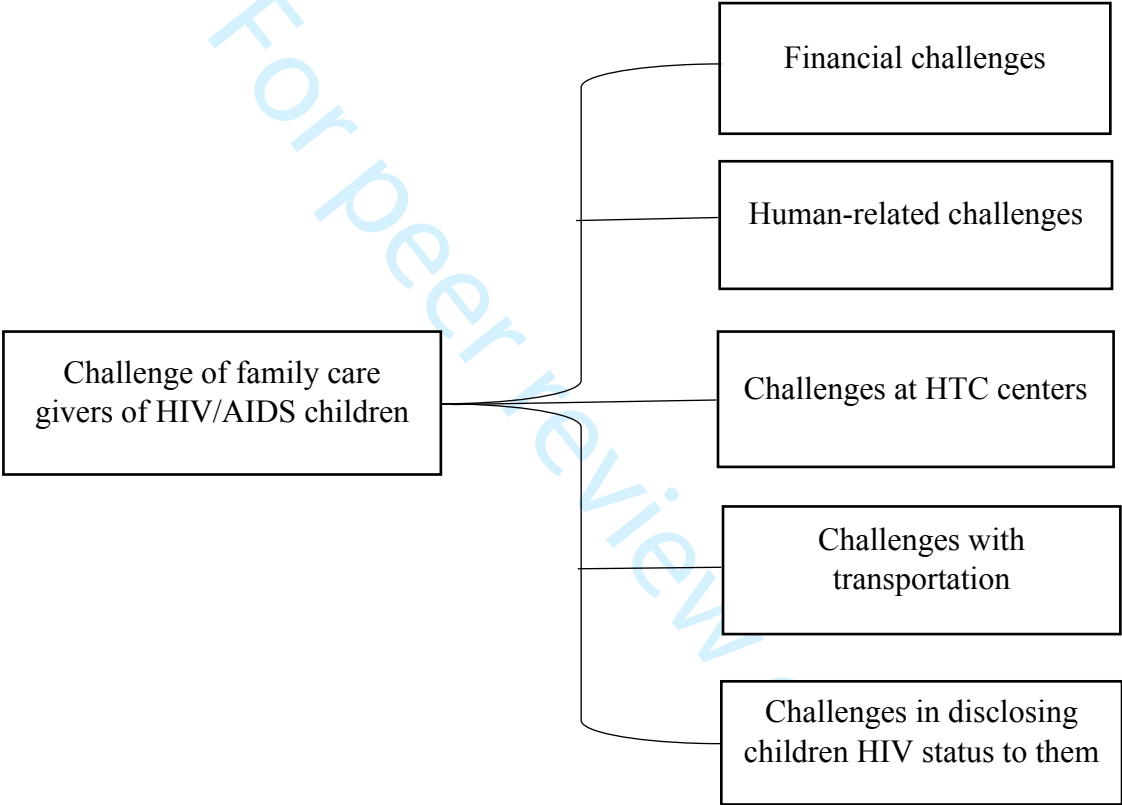 For peer review
Financial challenges
Human-related challenges
Challenge of family care
givers of HIV/AIDS children
Challenges at HTC centers
Challenges with
transportation
Challenges in disclosing
children HIV status to them